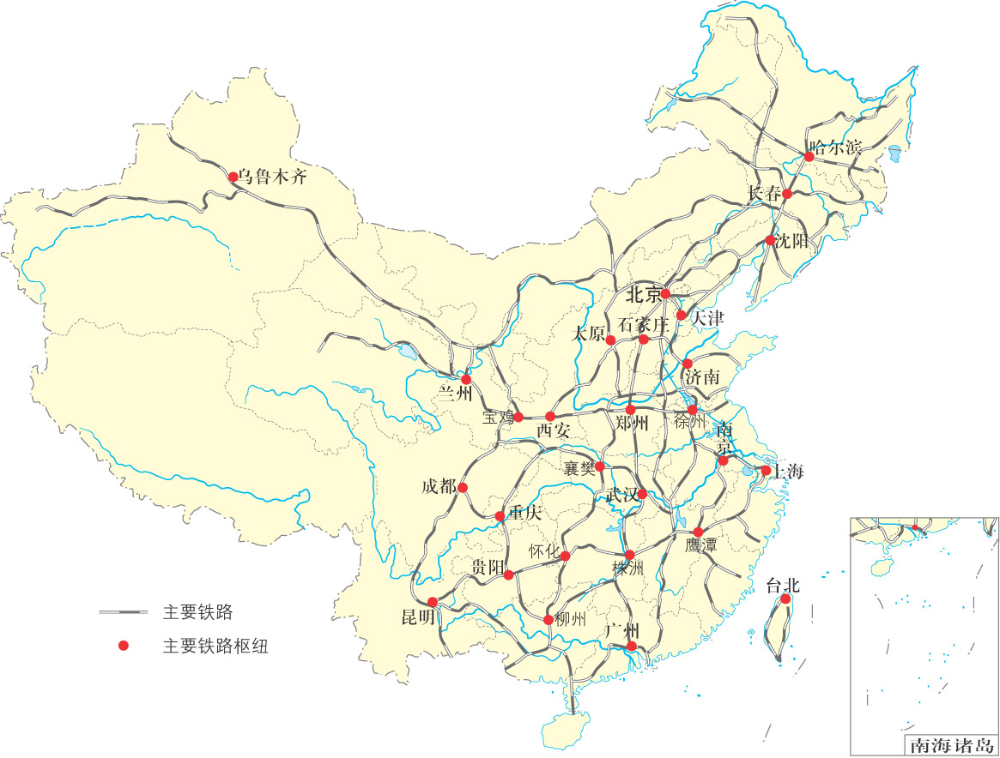 哈尔滨
乌鲁木齐
长春
沈阳
北京
天津
石家庄
太原
济南
兰州
宝鸡
西安
郑州
徐州
南京
襄樊
上海
成都
武汉
重庆
鹰潭
怀化
株洲
贵阳
台北
昆明
柳州
广州
主要铁路
主要铁路枢纽
南海诸岛